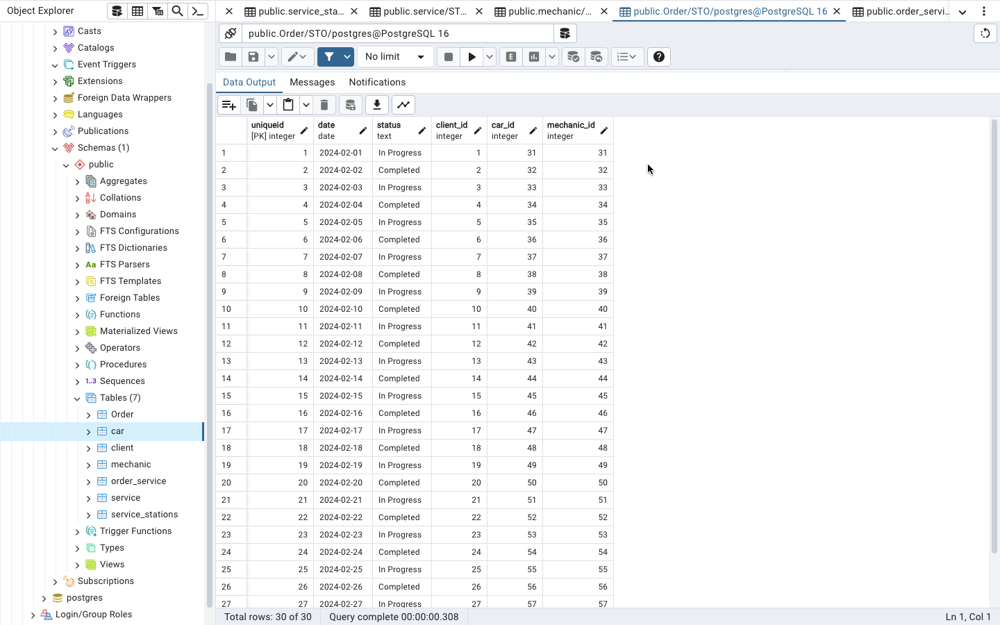 Object Explorer
public.service_sta...
public.service/ST...
public.mechanic/...
public.Order/STO/postgres@PostgreSQL 16
public.order_servi...
public.Order/STO/postgres@PostgreSQL 16
No limit
E
Data Output Messages Notifications
Casts
Catalogs
Event Triggers
Extensions
Foreign Data Wrappers
Languages
Publications
Schemas (1)
public
Aggregates
Collations
Domains
FTS Configurations
FTS Dictionaries
Aa FTS Parsers
FTS Templates
Foreign Tables
Functions
Materialized Views
Operators
Procedures
1..3 Sequences
Tables (7)
Order
car
client
mechanic
order_service
service
service_stations
Trigger Functions
Types
Views
Subscriptions
postgres
Login/Group Roles
uniqueid date status client_id car_id mechanic_id
[PK] integer date text integer integer integer
1 1 2024-02-01 In Progress 1 31 31
2 2 2024-02-02 Completed 2 32 32
3 3 2024-02-03 In Progress 3 33 33
4 4 2024-02-04 Completed 4 34 34
5 5 2024-02-05 In Progress 5 35 35
6 6 2024-02-06 Completed 6 36 36
7 7 2024-02-07 In Progress 7 37 37
8 8 2024-02-08 Completed 8 38 38
9 9 2024-02-09 In Progress 9 39 39
10 10 2024-02-10 Completed 10 40 40
11 11 2024-02-11 In Progress 11 41 41
12 12 2024-02-12 Completed 12 42 42
13 13 2024-02-13 In Progress 13 43 43
14 14 2024-02-14 Completed 14 44 44
15 15 2024-02-15 In Progress 15 45 45
16 16 2024-02-16 Completed 16 46 46
17 17 2024-02-17 In Progress 17 47 47
18 18 2024-02-18 Completed 18 48 48
19 19 2024-02-19 In Progress 19 49 49
20 20 2024-02-20 Completed 20 50 50
21 21 2024-02-21 In Progress 21 51 51
22 22 2024-02-22 Completed 22 52 52
23 23 2024-02-23 In Progress 23 53 53
24 24 2024-02-24 Completed 24 54 54
25 25 2024-02-25 In Progress 25 55 55
26 26 2024-02-26 Completed 26 56 56
27 27 2024-02-27 In Progress 27 57 57
Total rows: 30 of 30 Query complete 00:00:00.308 Ln 1, Col 1